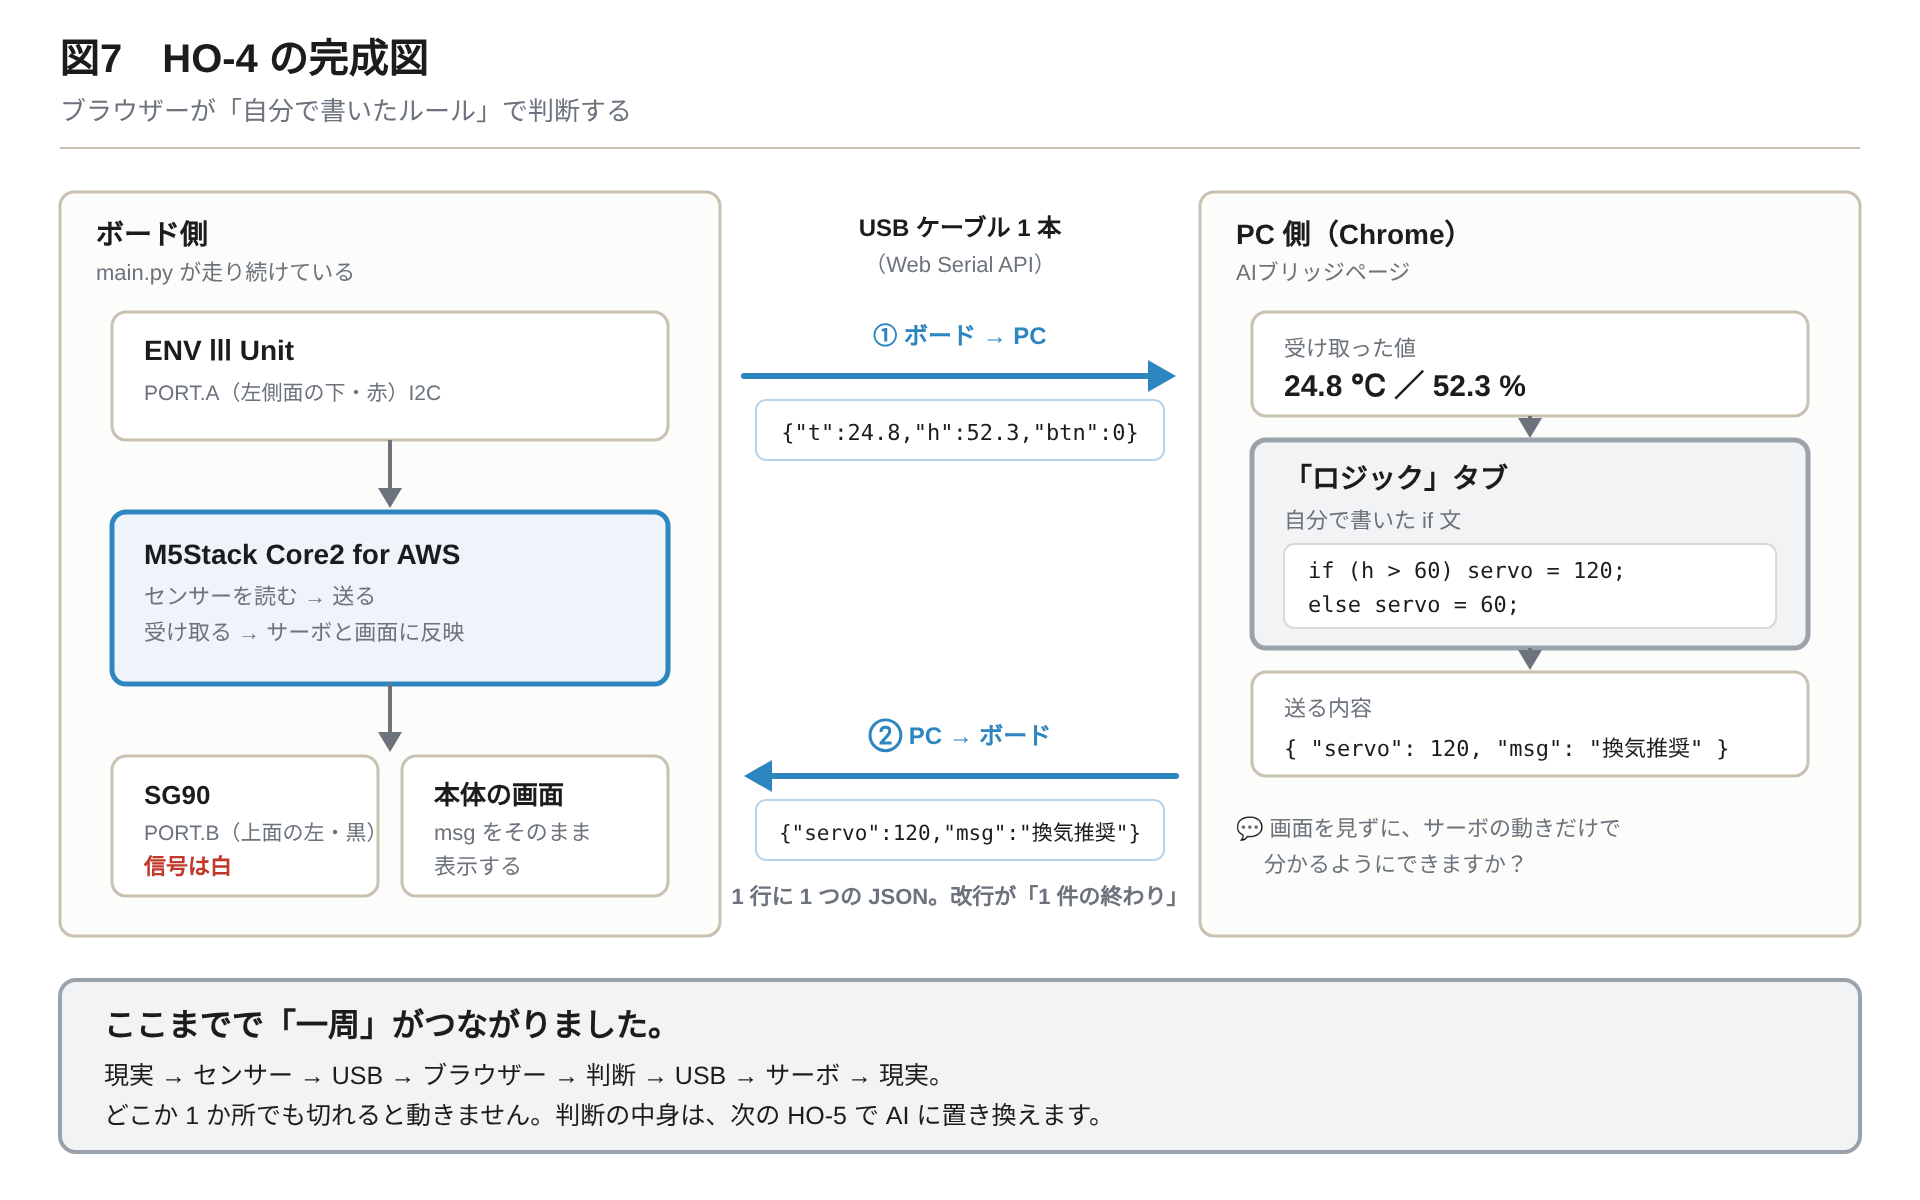 図7　HO-4 の完成図
ブラウザーが「自分で書いたルール」で判断する
ボード側
main.py が走り続けている
ENV III Unit
PORT.A（左側面の下・赤）I2C
M5Stack Core2 for AWS
センサーを読む → 送る
受け取る → サーボと画面に反映
SG90
PORT.B（上面の左・黒）
信号は白
本体の画面
msg をそのまま
表示する
USB ケーブル 1 本
（Web Serial API）
① ボード → PC
{"t":24.8,"h":52.3,"btn":0}
② PC → ボード
{"servo":120,"msg":"換気推奨"}
1 行に 1 つの JSON。改行が「1 件の終わり」
PC 側（Chrome）
AIブリッジページ
受け取った値
24.8 ℃ ／ 52.3 %
「ロジック」タブ
自分で書いた if 文
if (h > 60) servo = 120;
else servo = 60;
送る内容
{ "servo": 120, "msg": "換気推奨" }
💬 画面を見ずに、サーボの動きだけで
分かるようにできますか？
ここまでで「一周」がつながりました。
現実 → センサー → USB → ブラウザー → 判断 → USB → サーボ → 現実。
どこか 1 か所でも切れると動きません。判断の中身は、次の HO-5 で AI に置き換えます。